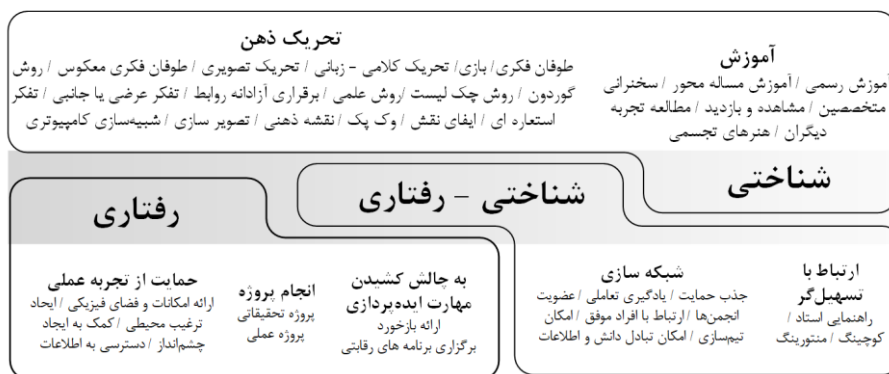 آموزش
آموزش رسمی / آموزش مساله محور / سخنرانی
متخصصین / مشاهده و بازدید / مطالعه تجربه
دیگران / هنرهای تجسمی
تحریک ذهن
طوفان فکری/ بازی/ تحریک کلامی - زبانی / تحریک تصویری / طوفان فکری معکوس / روش
گوردون / روش چک لیست /روش علمی / برقراری آزادانه روابط / تفکر عرضی یا جانبی / تفکر
استعاره ای / ایفای نقش / وک پک / نقشه ذهنی / تصویر سازی / شبیه‌سازی کامپیوتری
شناختی
شناختی - رفتاری
رفتاری
ارتباط با
تسهیل‌گر
راهنمایی استاد /
کوچینگ / منتورینگ
شبکه سازی
جذب حمایت / یادگیری تعاملی / عضویت
انجمن‌ها / ارتباط با افراد موفق / امکان
تیم‌سازی / امکان تبادل دانش و اطلاعات
به چالش کشیدن
مهارت ایده‌پردازی
ارائه بازخورد
برگزاری برنامه های رقابتی
انجام پروژه
پروژه تحقیقاتی
پروژه عملی
حمایت از تجربه عملی
ارائه امکانات و فضای فیزیکی / ایجاد
ترغیب محیطی / کمک به ایجاد
چشم‌انداز / دسترسی به اطلاعات